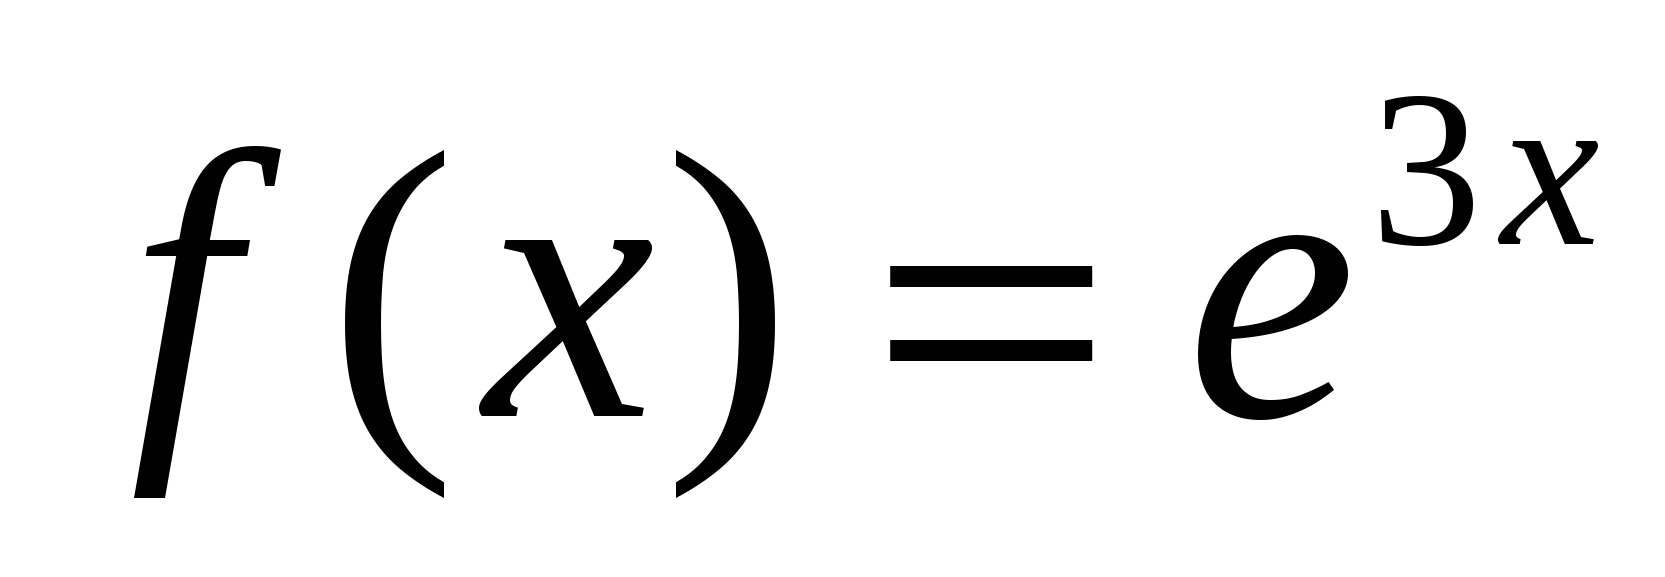 f(x) = e^{3x}